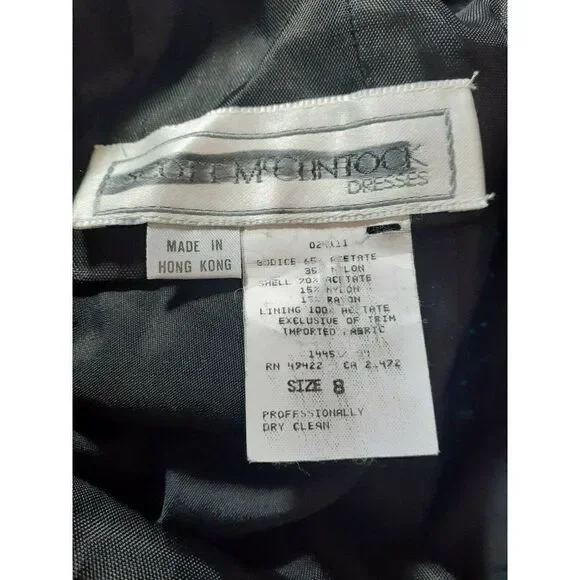 SCOTT McCLINTOCK
DRESSES
MADE IN
HONG KONG
BODICE 65% ACETATE
35% NYLON
SHELL 70% ACETATE
15% NYLON
15% RAYON
LINING 100% ACETATE
EXCLUSIVE OF TRIM
IMPORTED FABRIC
RN 49422 CA
SIZE 8
PROFESSIONALLY
DRY CLEAN